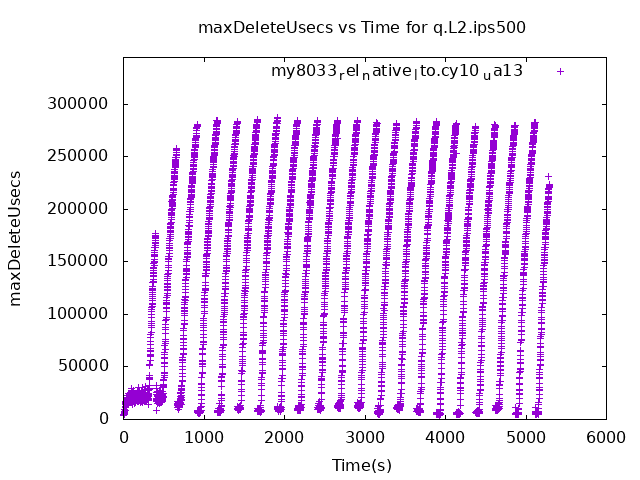 maxDeleteUsecs vs Time for q.L2.ips500
my8033_rel_native_lto.cy10_ua13
300000
250000
200000
150000
100000
50000
0
maxDeleteUsecs
0 1000 2000 3000 4000 5000 6000
Time(s)